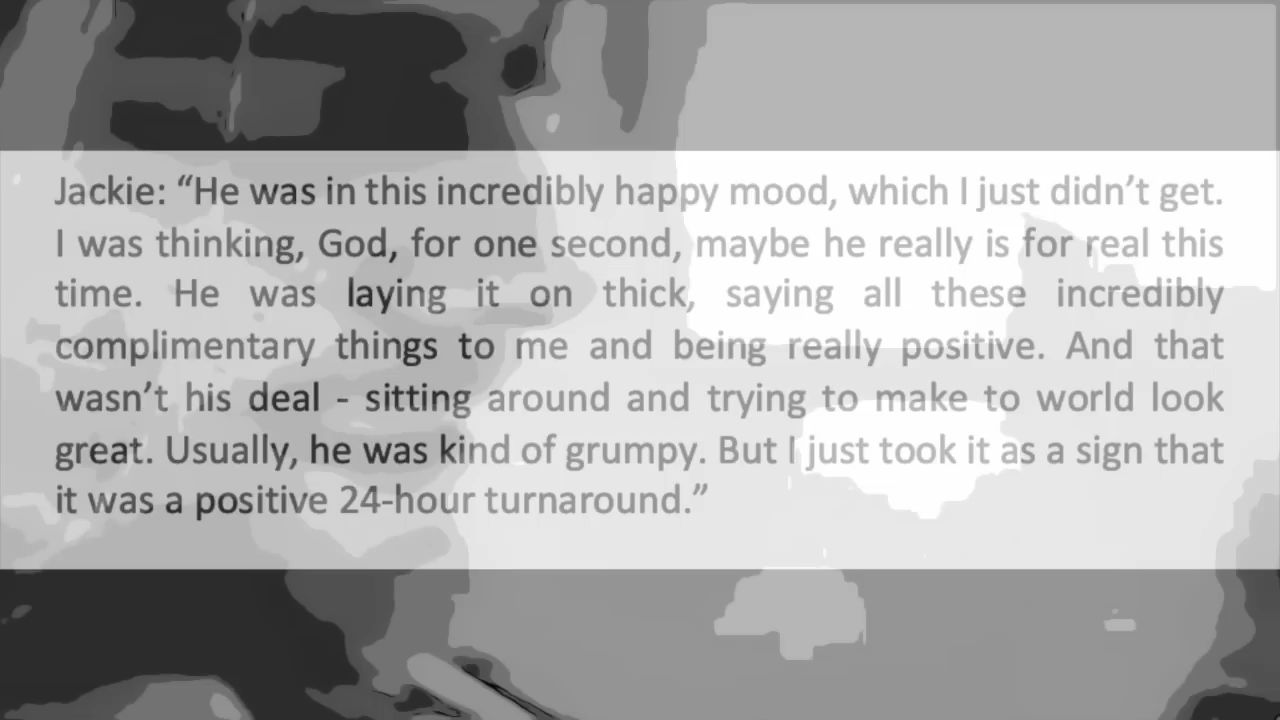 Jackie: “He was in this incredibly happy mood, which I just didn’t get.
I was thinking, God, for one second, maybe he really is for real this
time. He was laying it on thick, saying all these incredibly
complimentary things to me and being really positive. And that
wasn’t his deal - sitting around and trying to make to world look
great. Usually, he was kind of grumpy. But I just took it as a sign that
it was a positive 24-hour turnaround.”